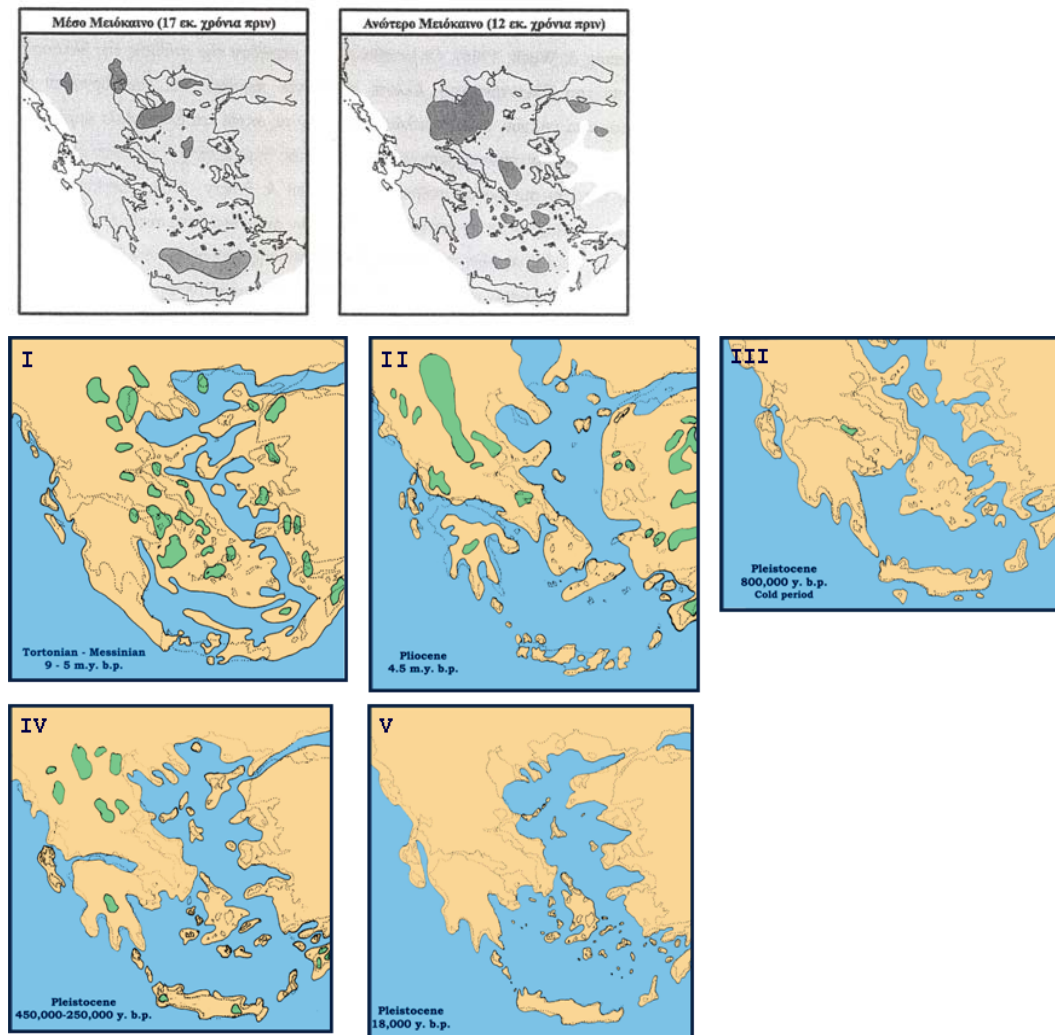 Μέσο Μειόκαινο (17 εκ. χρόνια πριν)
Ανώτερο Μειόκαινο (12 εκ. χρόνια πριν)
I
Tortonian - Messinian
9 - 5 m.y. b.p.
II
Pliocene
4.5 m.y. b.p.
III
Pleistocene
800,000 y. b.p.
Cold period
IV
Pleistocene
450,000-250,000 y. b.p.
V
Pleistocene
18,000 y. b.p.